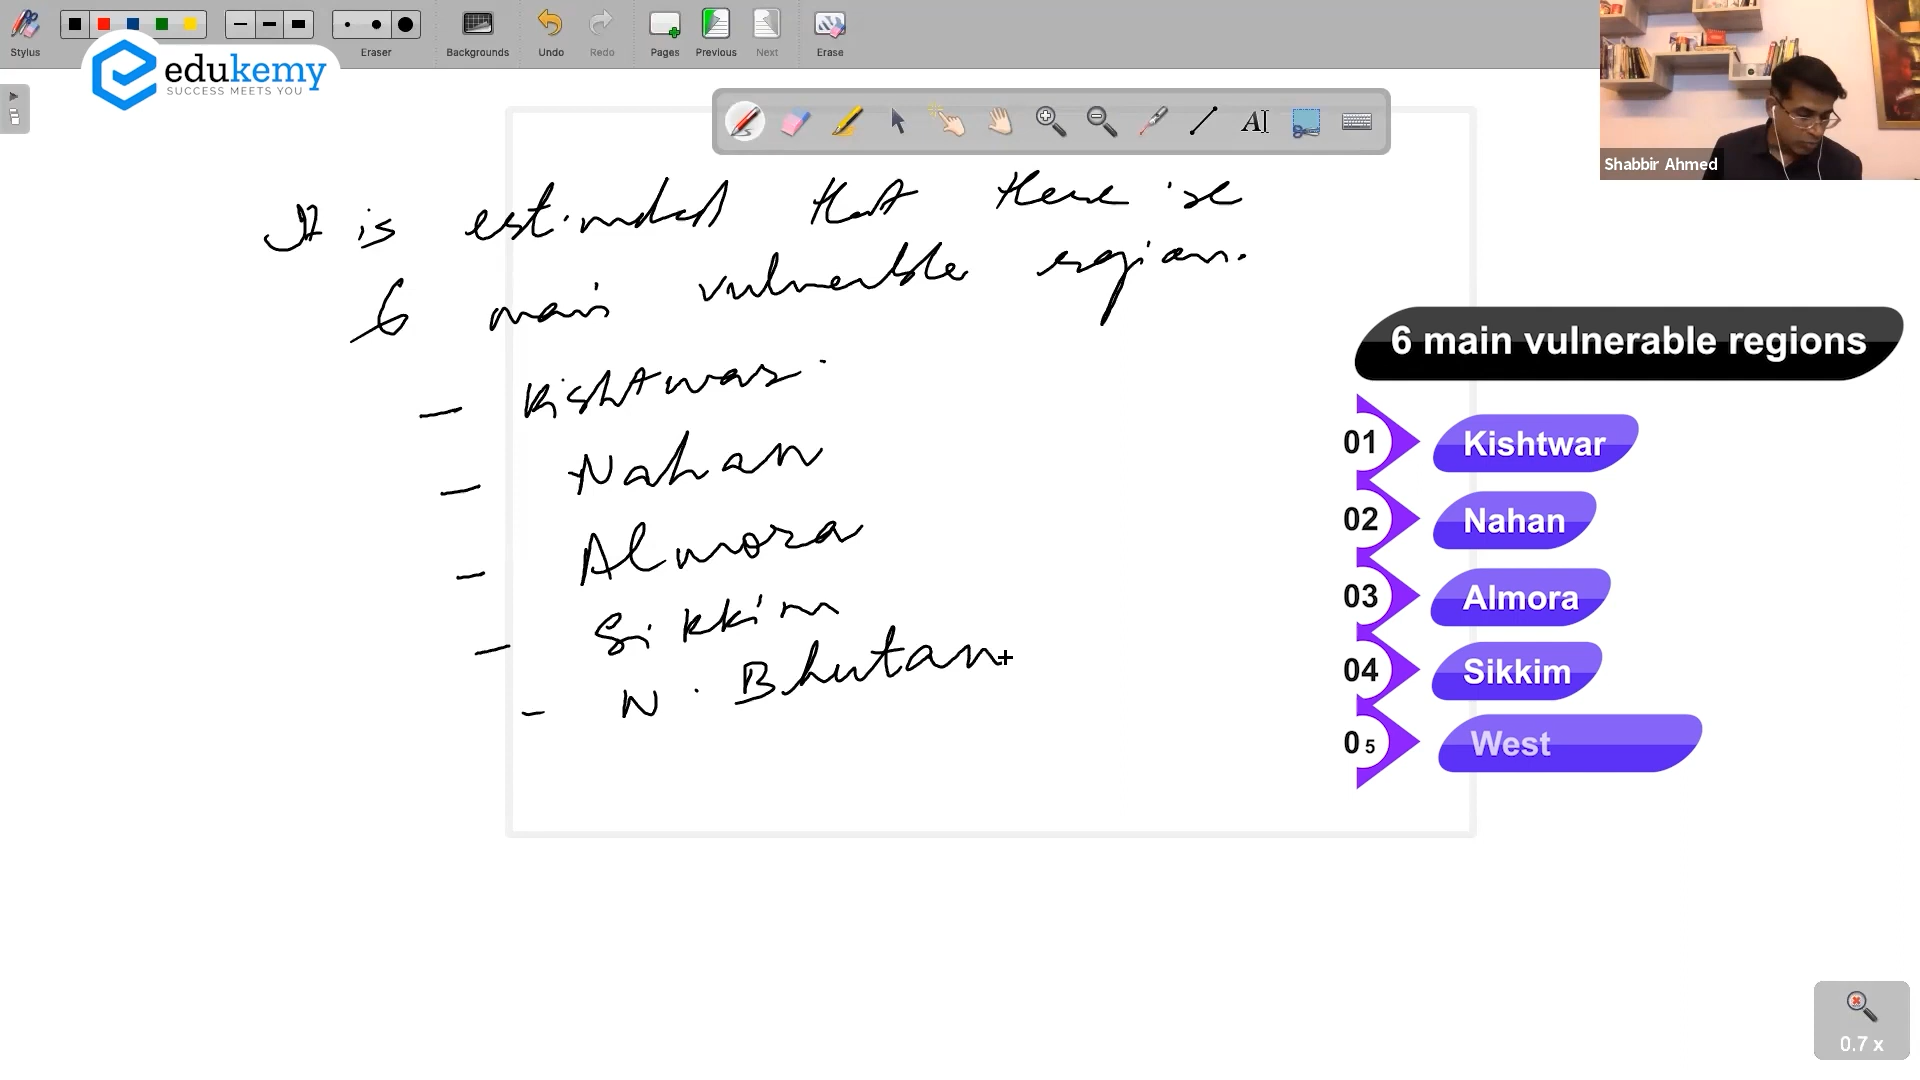 Stylus
Eraser
Backgrounds
Undo
Redo
Pages
Previous
Next
Erase
edukemy
SUCCESS MEETS YOU
Shabbir Ahmed
It is estimated that there is
6 main vulnerable region.
- Kishtwar
- Nahan
- Almora
- Sikkim
- N. Bhutan
6 main vulnerable regions
01 Kishtwar
02 Nahan
03 Almora
04 Sikkim
05 West
0.7 x